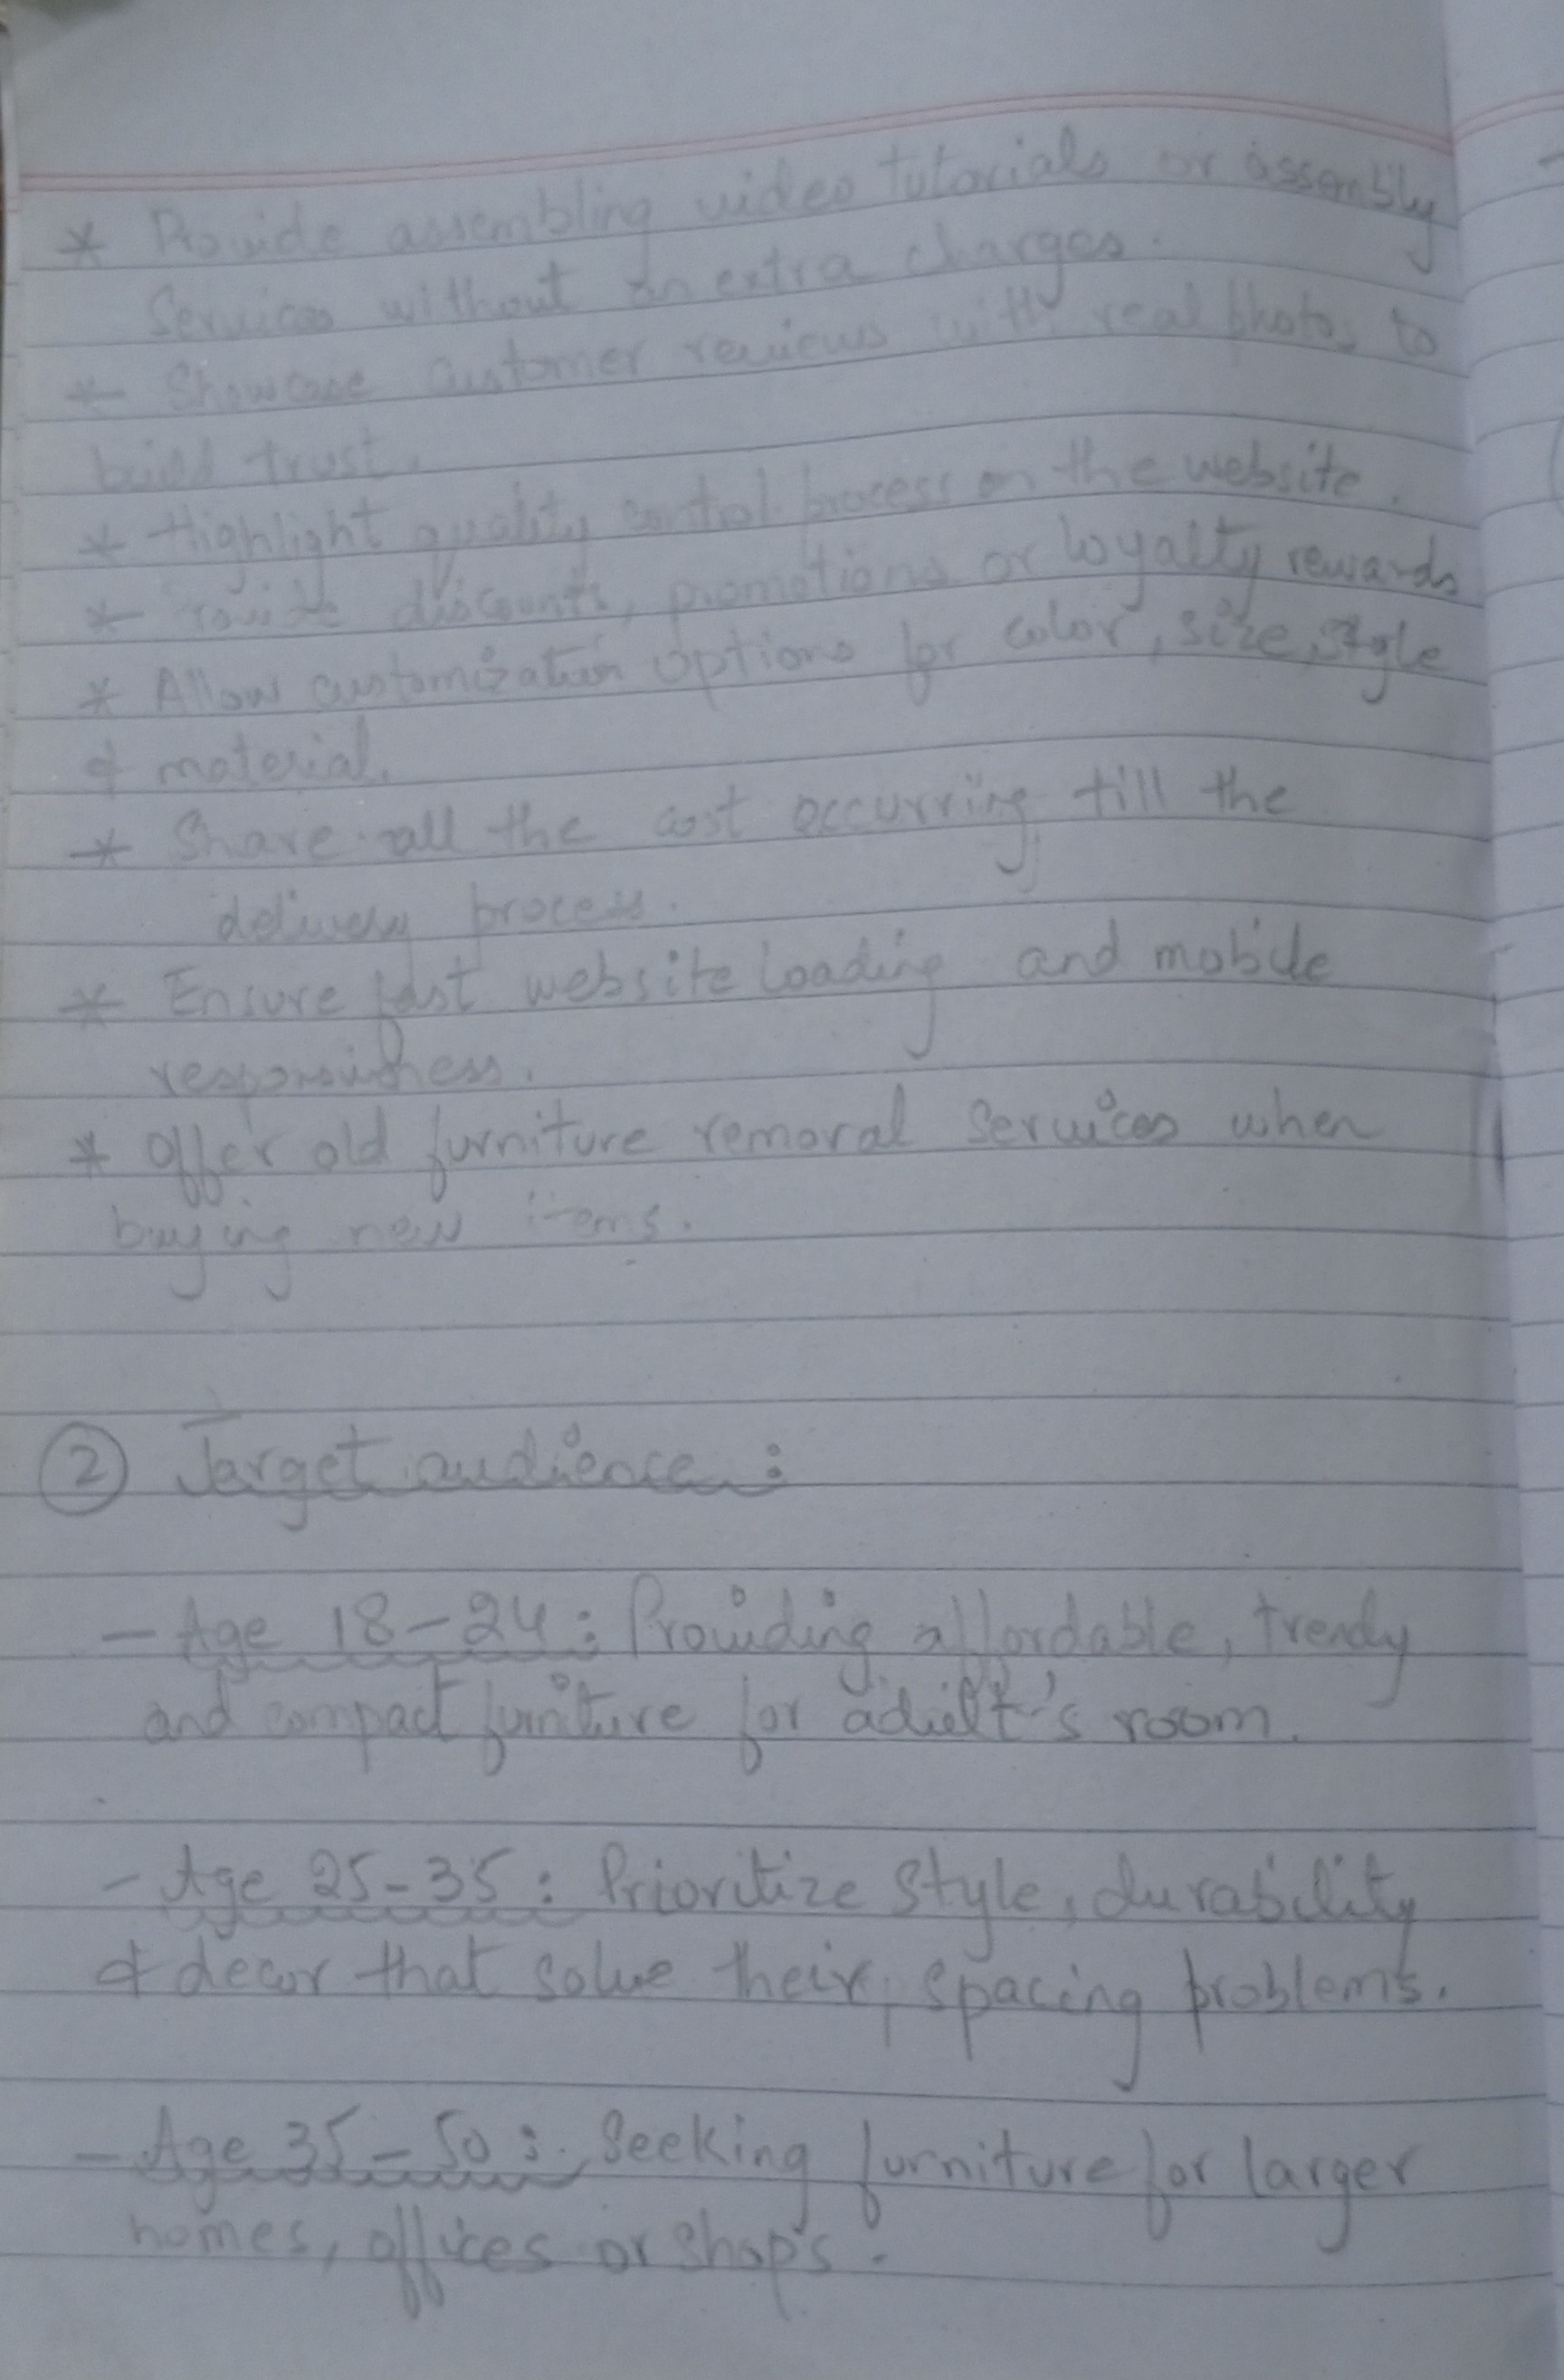 * Provide assembling video tutorials or assembly
Services without an extra charges.
* Showcase customer reviews with real photos to
build trust.
* Highlight quality control process on the website.
* discounts, promotions or loyalty rewards
* Allow customization options for color, size, style
& material.
* Share all the cost occurring till the
delivery process.
* Ensure fast website loading and mobile
responsiveness.
* Offer old furniture removal services when
buying new items.
② Target audience :
- Age 18-24 : Providing affordable, trendy
and compact furniture for adult's room.
- Age 25-35 : Prioritize style, durability
& decor that solve their spacing problems.
- Age 35-50 : Seeking furniture for larger
homes, offices or shops.